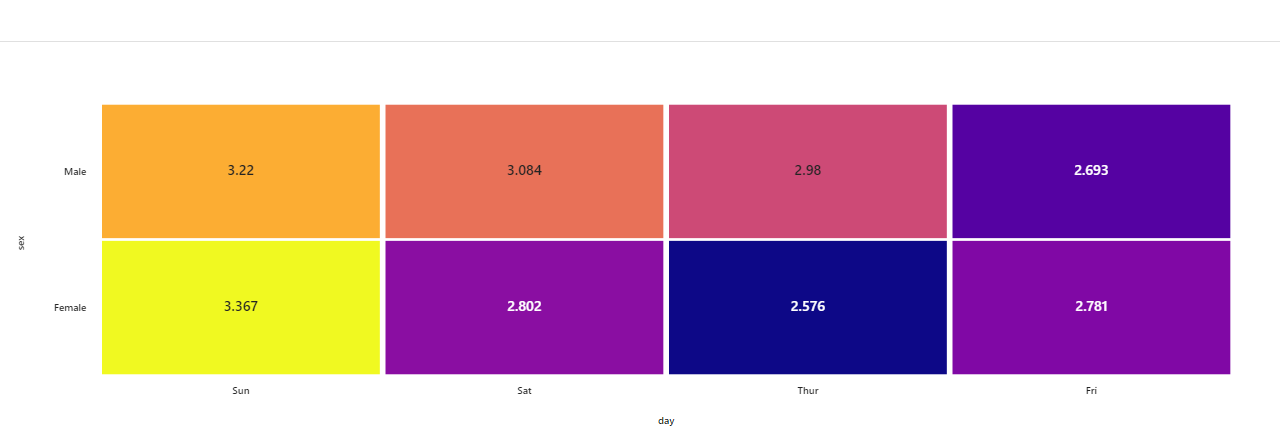 Male 3.22 3.084 2.98 2.693
sex
Female 3.367 2.802 2.576 2.781
Sun Sat Thur Fri
day